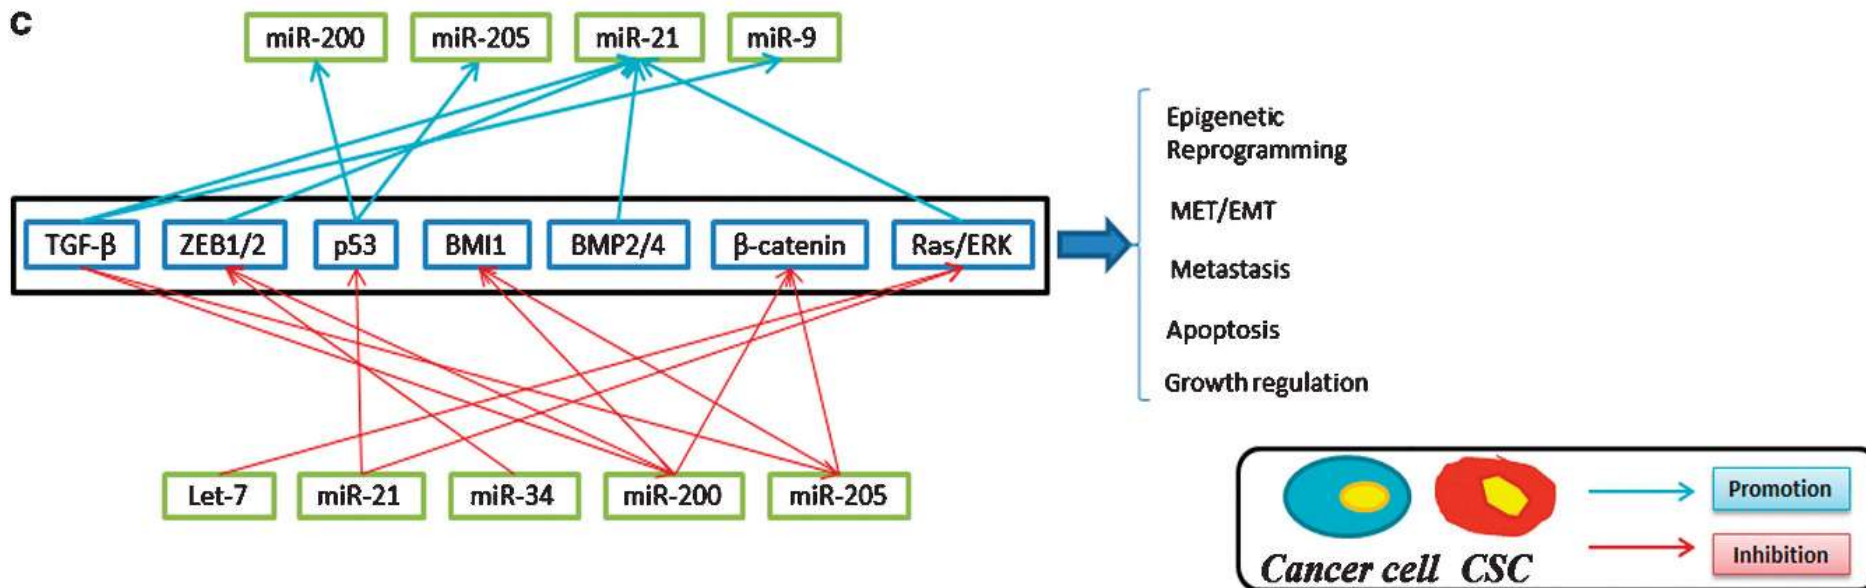 c
miR-200 miR-205 miR-21 miR-9
TGF-β ZEB1/2 p53 BMI1 BMP2/4 β-catenin Ras/ERK
Let-7 miR-21 miR-34 miR-200 miR-205
Epigenetic
Reprogramming
MET/EMT
Metastasis
Apoptosis
Growth regulation
Cancer cell CSC
Promotion
Inhibition